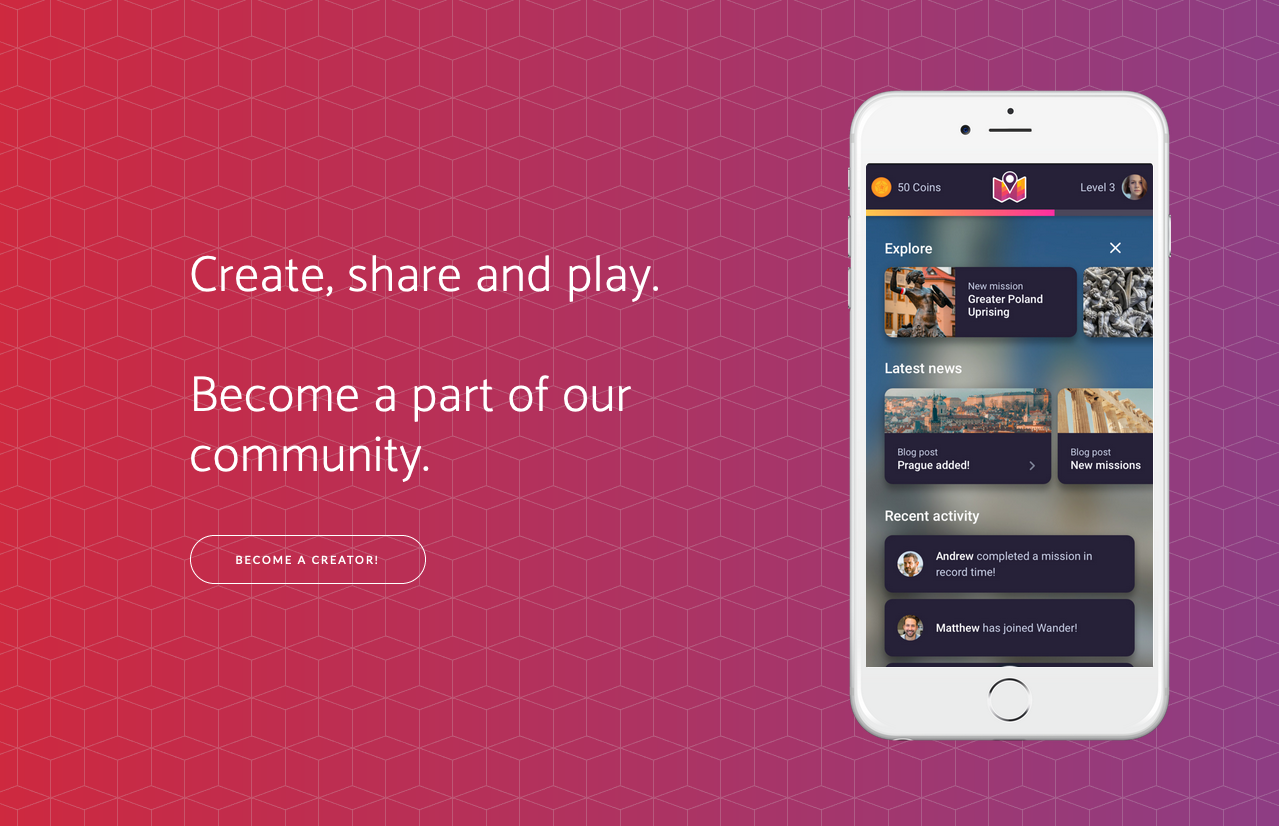 Create, share and play.
Become a part of our
community.
BECOME A CREATOR!
50 Coins
Level 3
Explore
New mission
Greater Poland
Uprising
Latest news
Blog post
Prague added!
Blog post
New missions
Recent activity
Andrew completed a mission in
record time!
Matthew has joined Wander!